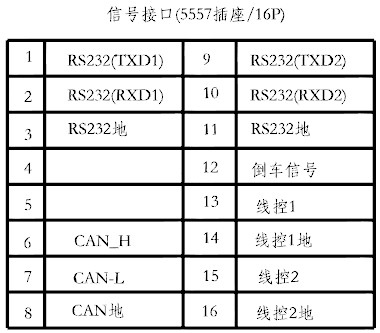 信号接口(5557插座/16P)
1 RS232(TXD1) 9 RS232(TXD2)
2 RS232(RXD1) 10 RS232(RXD2)
3 RS232地 11 RS232地
4 12 倒车信号
5 13 线控1
6 CAN_H 14 线控1地
7 CAN-L 15 线控2
8 CAN地 16 线控2地